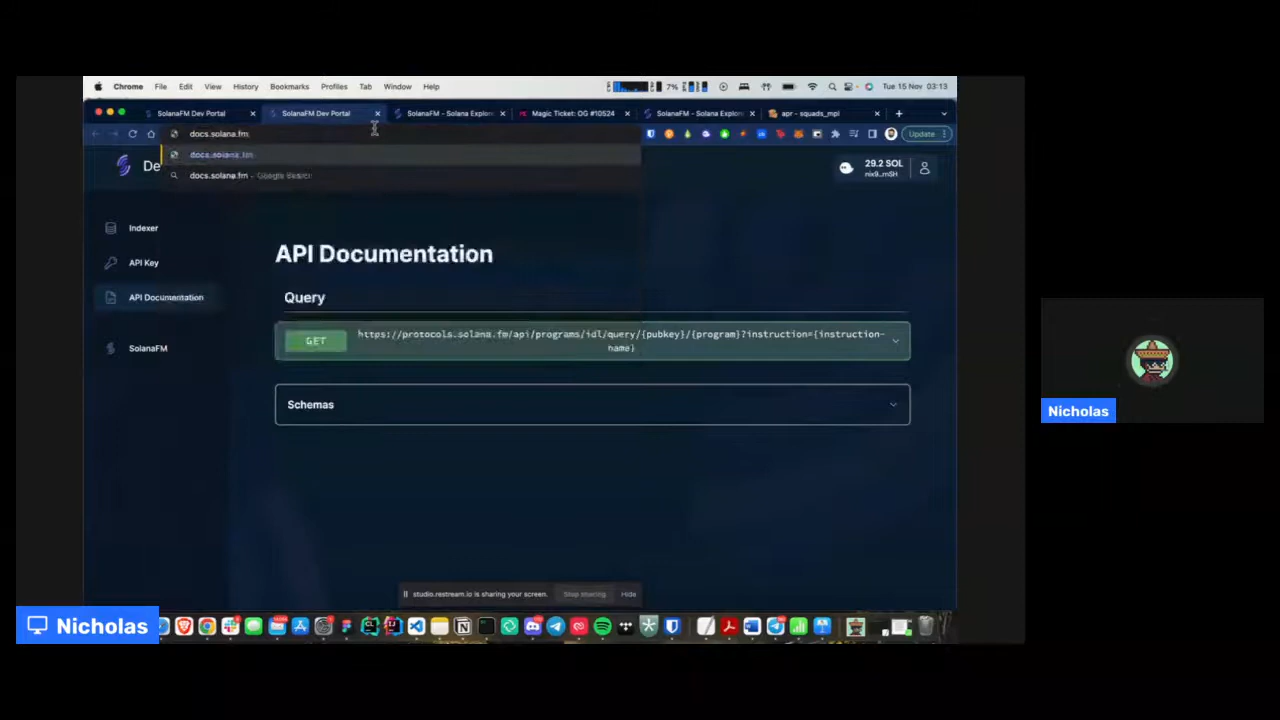 Chrome File Edit View History Bookmarks Profiles Tab Window Help 7% Tue 15 Nov 03:13
SolanaFM Dev Portal SolanaFM Dev Portal SolanaFM - Solana Explor Magic Ticket: OG #10524 SolanaFM - Solana Explor apr - squads_mpl
docs.solana.fm Update
docs.solana.fm
De
docs.solana.fm - Google Search
29.2 SOL
nix9..mSH
Indexer
API Key
API Documentation
SolanaFM
API Documentation
Query
GET
https://protocols.solana.fm/api/programs/idl/query/{pubkey}/{program}?instruction={instruction-
name}
Schemas
studio.restream.io is sharing your screen. Stop sharing Hide
Nicholas
Nicholas